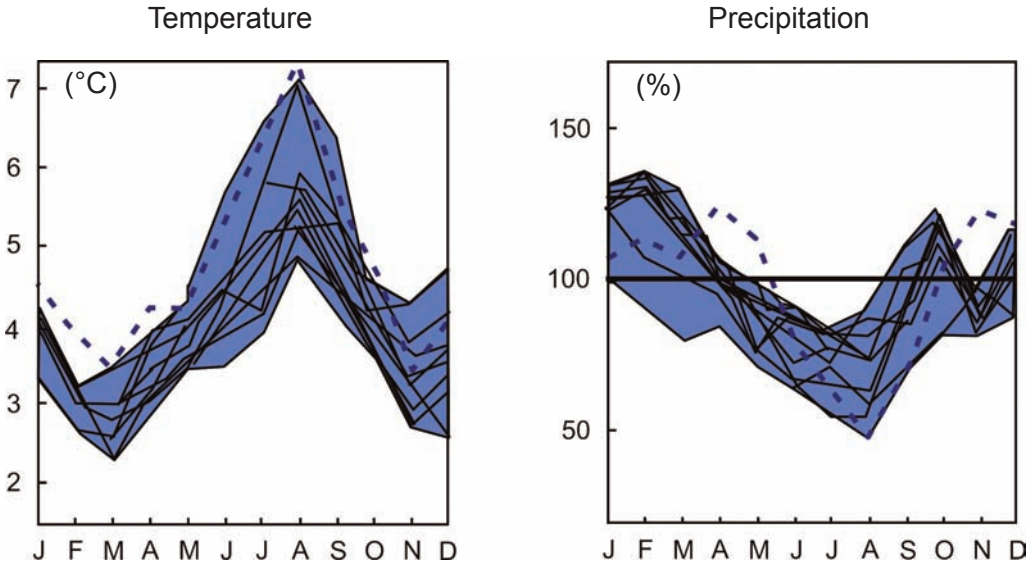 Temperature
(°C)
7
6
5
4
3
2
J F M A M J J A S O N D
Precipitation
(%)
150
100
50
J F M A M J J A S O N D